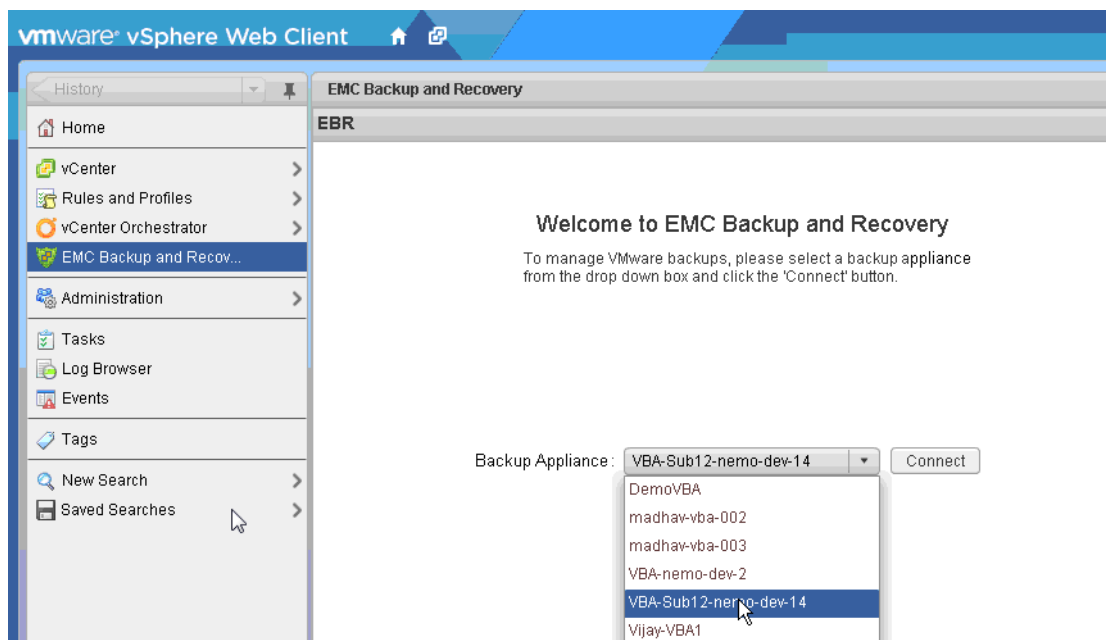 vmware® vSphere Web Client
History
Home
vCenter
Rules and Profiles
vCenter Orchestrator
EMC Backup and Recov...
Administration
Tasks
Log Browser
Events
Tags
New Search
Saved Searches
EMC Backup and Recovery
EBR
Welcome to EMC Backup and Recovery
To manage VMware backups, please select a backup appliance
from the drop down box and click the 'Connect' button.
Backup Appliance: VBA-Sub12-nemo-dev-14 Connect
DemoVBA
madhav-vba-002
madhav-vba-003
VBA-nemo-dev-2
VBA-Sub12-nemo-dev-14
Vijay-VBA1